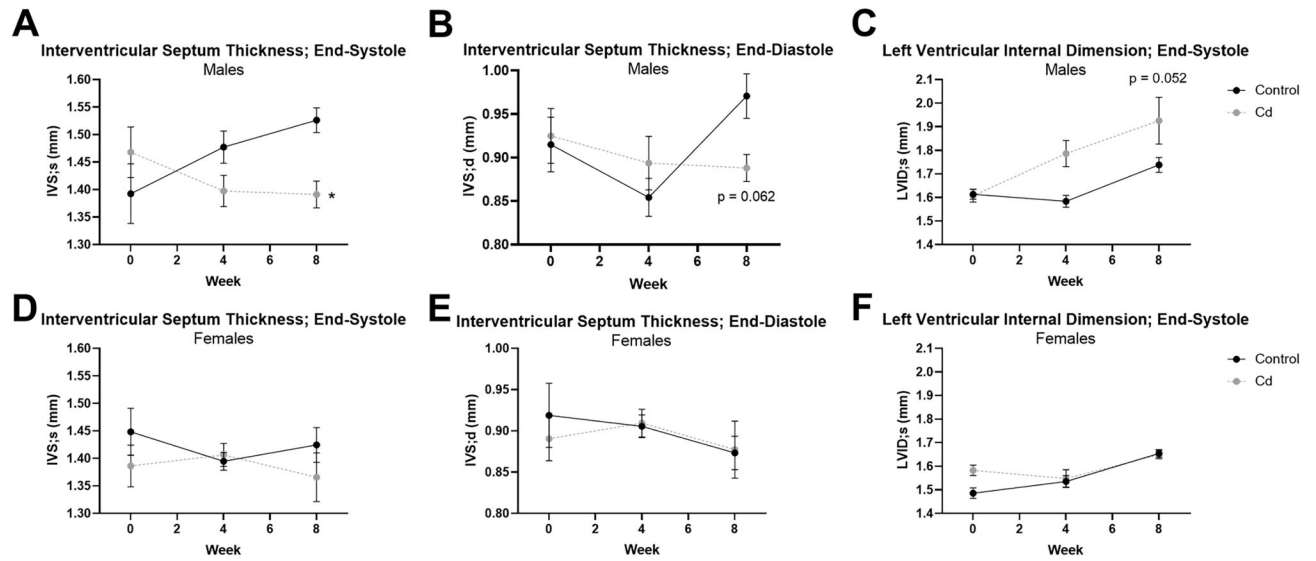 A
Interventricular Septum Thickness; End-Systole
Males
IVS;s (mm)
1.60
1.55
1.50
1.45
1.40
1.35
1.30
*
0 2 4 6 8
Week
B
Interventricular Septum Thickness; End-Diastole
Males
IVS;d (mm)
1.00
0.95
0.90
0.85
0.80
p = 0.062
0 2 4 6 8
Week
C
Left Ventricular Internal Dimension; End-Systole
Males
p = 0.052
LVID;s (mm)
2.1
2.0
1.9
1.8
1.7
1.6
1.5
1.4
0 2 4 6 8
Week
Control
Cd
D
Interventricular Septum Thickness; End-Systole
Females
IVS;s (mm)
1.60
1.55
1.50
1.45
1.40
1.35
1.30
0 2 4 6 8
Week
E
Interventricular Septum Thickness; End-Diastole
Females
IVS;d (mm)
1.00
0.95
0.90
0.85
0.80
0 2 4 6 8
Week
F
Left Ventricular Internal Dimension; End-Systole
Females
LVID;s (mm)
2.1
2.0
1.9
1.8
1.7
1.6
1.5
1.4
0 2 4 6 8
Week
Control
Cd